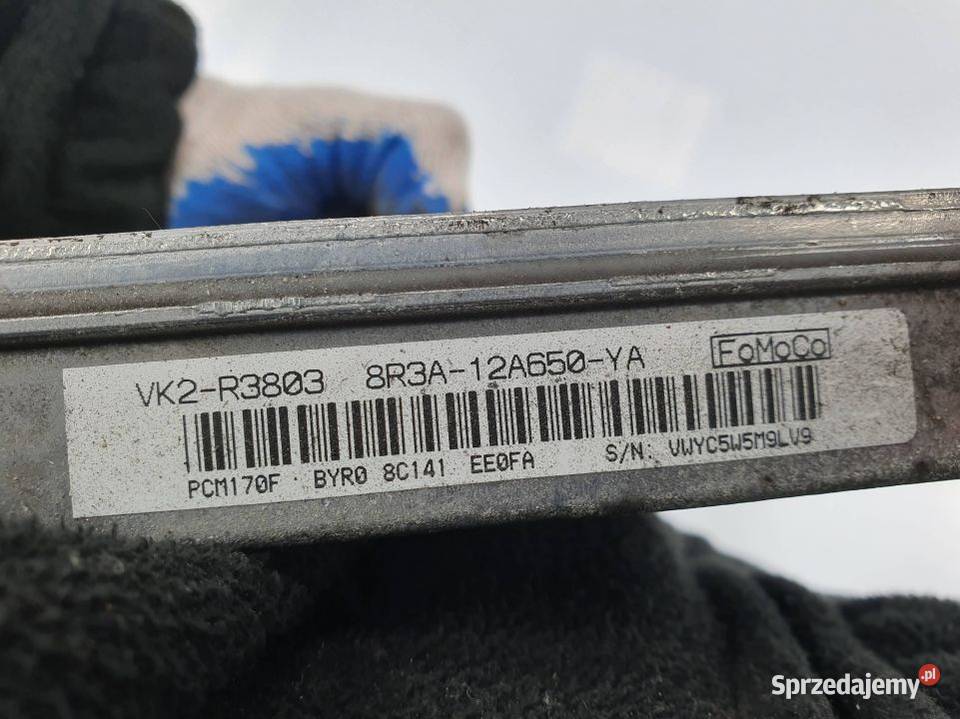 VK2-R3803 8R3A-12A650-YA FoMoCo
PCM170F BYR0 8C141 EE0FA S/N: VWYC5W5M9LV9
Sprzedajemy.pl